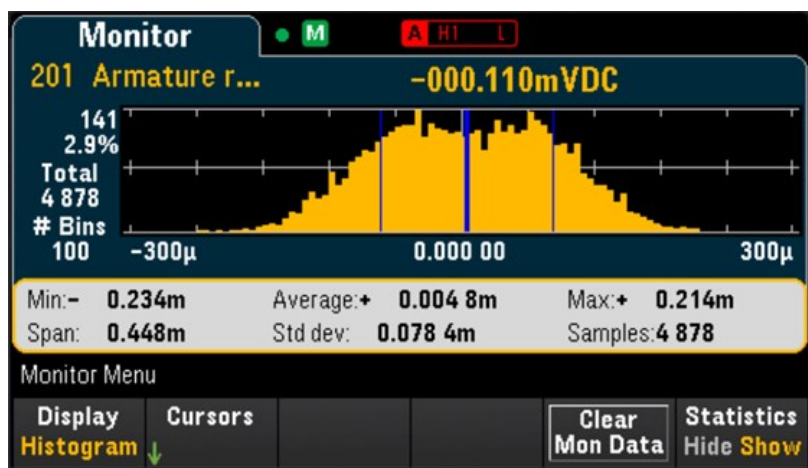 Monitor M A H1 L
201 Armature r... -000.110mVDC
141
2.9%
Total
4 878
# Bins
100 -300µ 0.000 00 300µ
Min:- 0.234m Average:+ 0.004 8m Max:+ 0.214m
Span: 0.448m Std dev: 0.078 4m Samples:4 878
Monitor Menu
Display Cursors Clear Statistics
Histogram Mon Data Hide Show